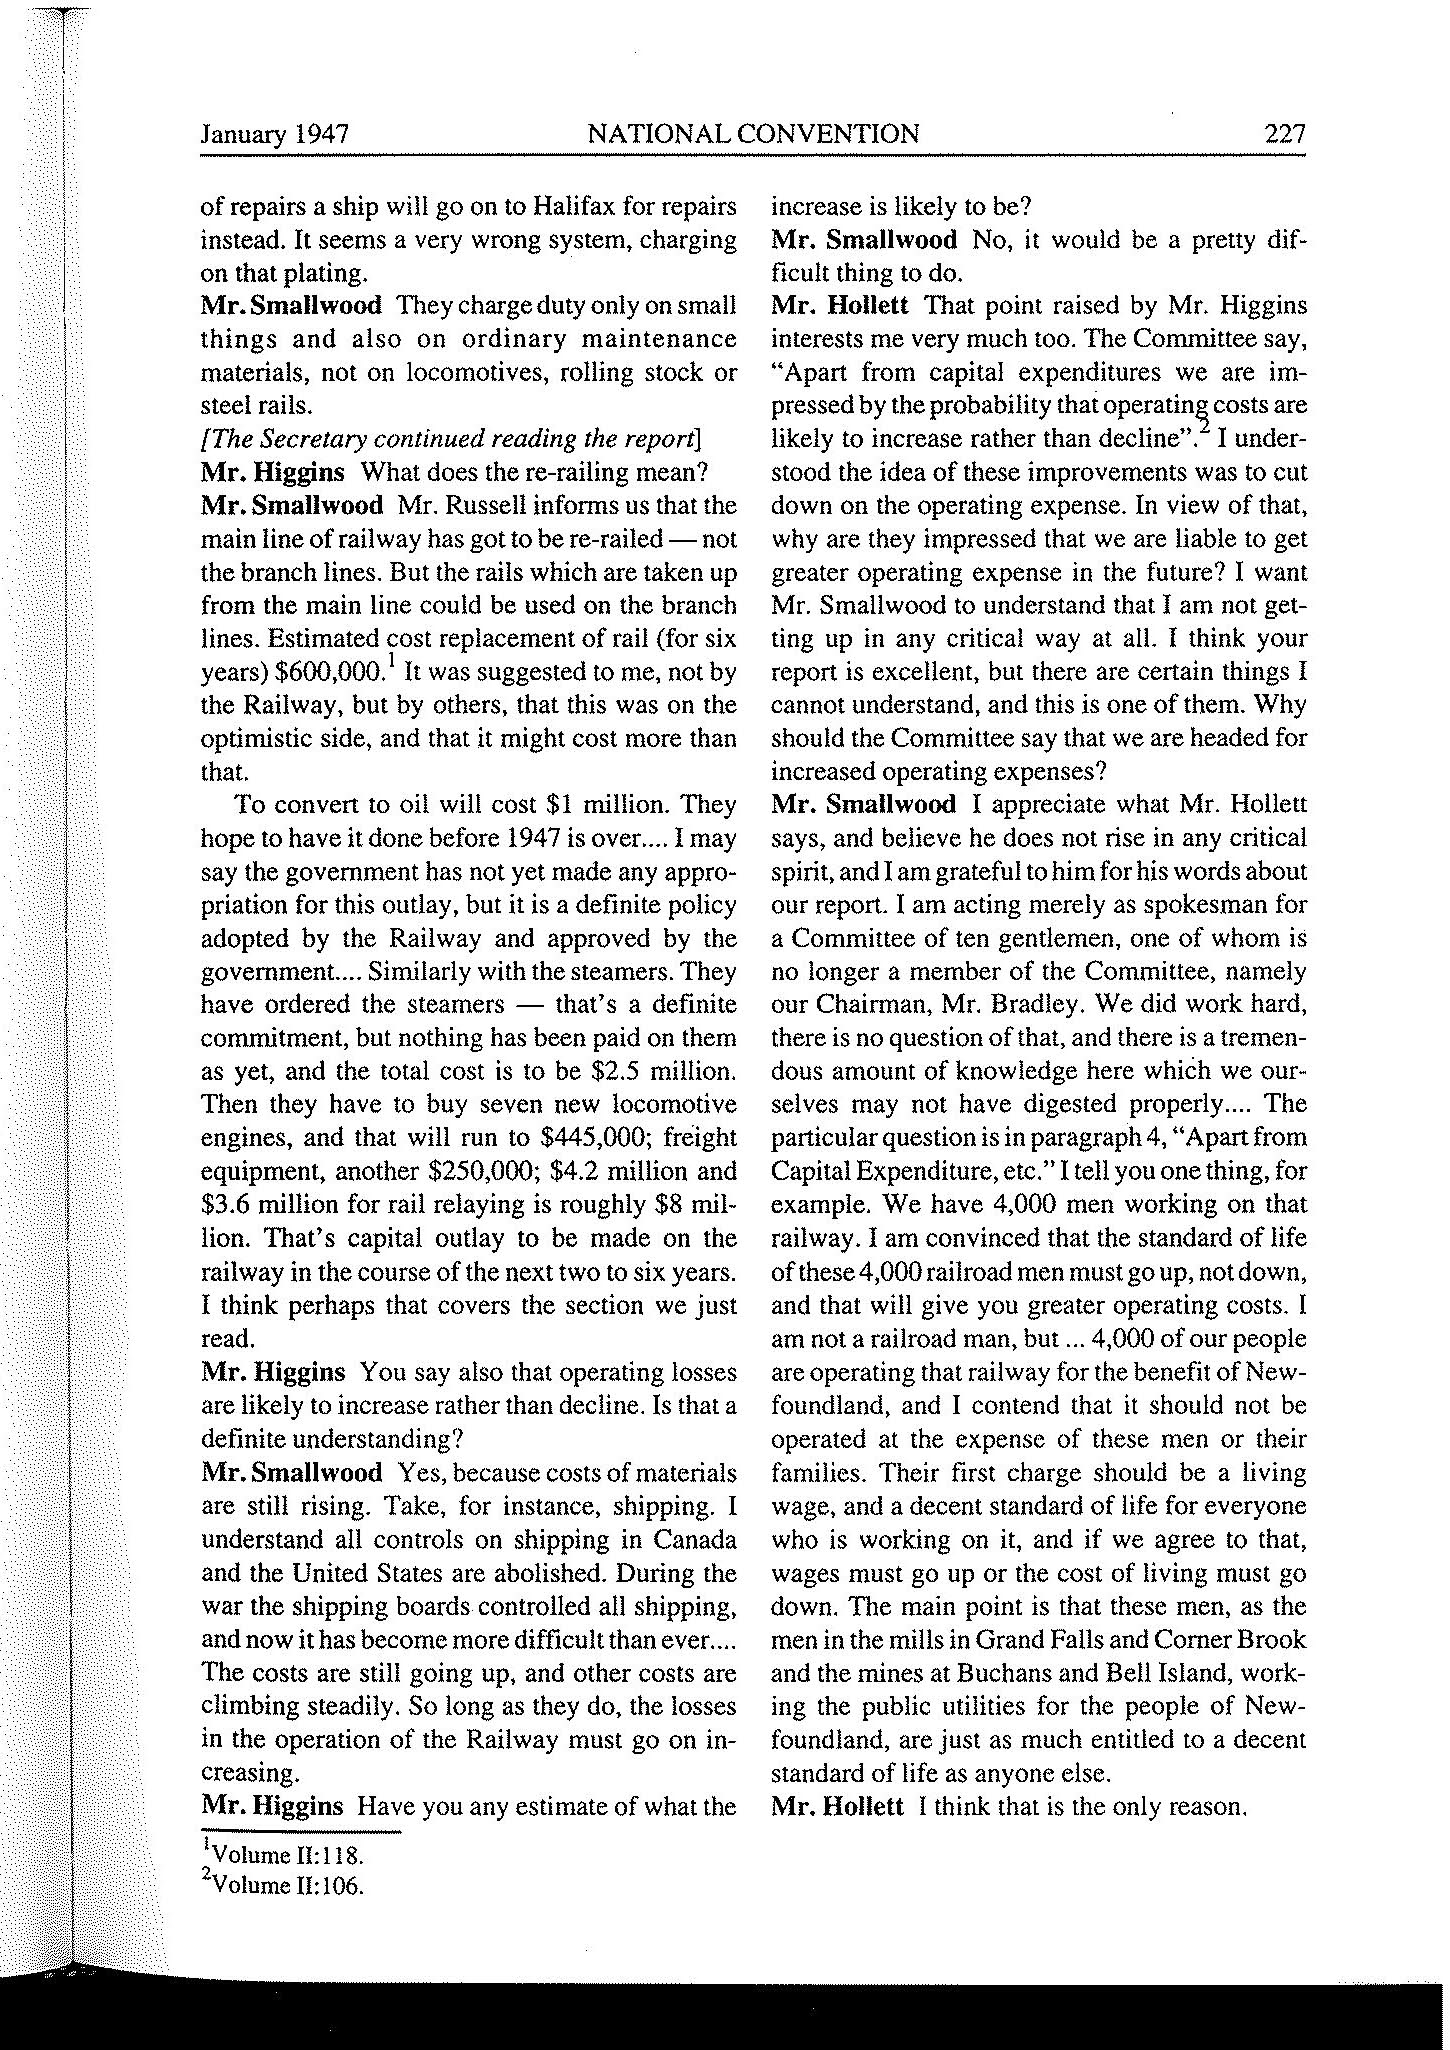 January 1947 NATIONAL CONVENTION 227
of repairs a ship will go on to Halifax for repairs
instead. It seems a very wrong system, charging
on that plating.
Mr. Smallwood They charge duty only on small
things and also on ordinary maintenance
materials, not on locomotives, rolling stock or
steel rails.
[The Secretary continued reading the report]
Mr. Higgins What does the re-railing mean?
Mr. Smallwood Mr. Russell informs us that the
main line of railway has got to be re-railed — not
the branch lines. But the rails which are taken up
from the main line could be used on the branch
lines. Estimated cost replacement of rail (for six
years) $600,000.¹ It was suggested to me, not by
the Railway, but by others, that this was on the
optimistic side, and that it might cost more than
that.
To convert to oil will cost $1 million. They
hope to have it done before 1947 is over.... I may
say the government has not yet made any appro-
priation for this outlay, but it is a definite policy
adopted by the Railway and approved by the
government.... Similarly with the steamers. They
have ordered the steamers — that's a definite
commitment, but nothing has been paid on them
as yet, and the total cost is to be $2.5 million.
Then they have to buy seven new locomotive
engines, and that will run to $445,000; freight
equipment, another $250,000; $4.2 million and
$3.6 million for rail relaying is roughly $8 mil-
lion. That's capital outlay to be made on the
railway in the course of the next two to six years.
I think perhaps that covers the section we just
read.
Mr. Higgins You say also that operating losses
are likely to increase rather than decline. Is that a
definite understanding?
Mr. Smallwood Yes, because costs of materials
are still rising. Take, for instance, shipping. I
understand all controls on shipping in Canada
and the United States are abolished. During the
war the shipping boards controlled all shipping,
and now it has become more difficult than ever....
The costs are still going up, and other costs are
climbing steadily. So long as they do, the losses
in the operation of the Railway must go on in-
creasing.
Mr. Higgins Have you any estimate of what the
¹Volume II:118.
²Volume II:106.
increase is likely to be?
Mr. Smallwood No, it would be a pretty dif-
ficult thing to do.
Mr. Hollett That point raised by Mr. Higgins
interests me very much too. The Committee say,
"Apart from capital expenditures we are im-
pressed by the probability that operating costs are
likely to increase rather than decline".² I under-
stood the idea of these improvements was to cut
down on the operating expense. In view of that,
why are they impressed that we are liable to get
greater operating expense in the future? I want
Mr. Smallwood to understand that I am not get-
ting up in any critical way at all. I think your
report is excellent, but there are certain things I
cannot understand, and this is one of them. Why
should the Committee say that we are headed for
increased operating expenses?
Mr. Smallwood I appreciate what Mr. Hollett
says, and believe he does not rise in any critical
spirit, and I am grateful to him for his words about
our report. I am acting merely as spokesman for
a Committee of ten gentlemen, one of whom is
no longer a member of the Committee, namely
our Chairman, Mr. Bradley. We did work hard,
there is no question of that, and there is a tremen-
dous amount of knowledge here which we our-
selves may not have digested properly.... The
particular question is in paragraph 4, "Apart from
Capital Expenditure, etc." I tell you one thing, for
example. We have 4,000 men working on that
railway. I am convinced that the standard of life
of these 4,000 railroad men must go up, not down,
and that will give you greater operating costs. I
am not a railroad man, but ... 4,000 of our people
are operating that railway for the benefit of New-
foundland, and I contend that it should not be
operated at the expense of these men or their
families. Their first charge should be a living
wage, and a decent standard of life for everyone
who is working on it, and if we agree to that,
wages must go up or the cost of living must go
down. The main point is that these men, as the
men in the mills in Grand Falls and Corner Brook
and the mines at Buchans and Bell Island, work-
ing the public utilities for the people of New-
foundland, are just as much entitled to a decent
standard of life as anyone else.
Mr. Hollett I think that is the only reason.